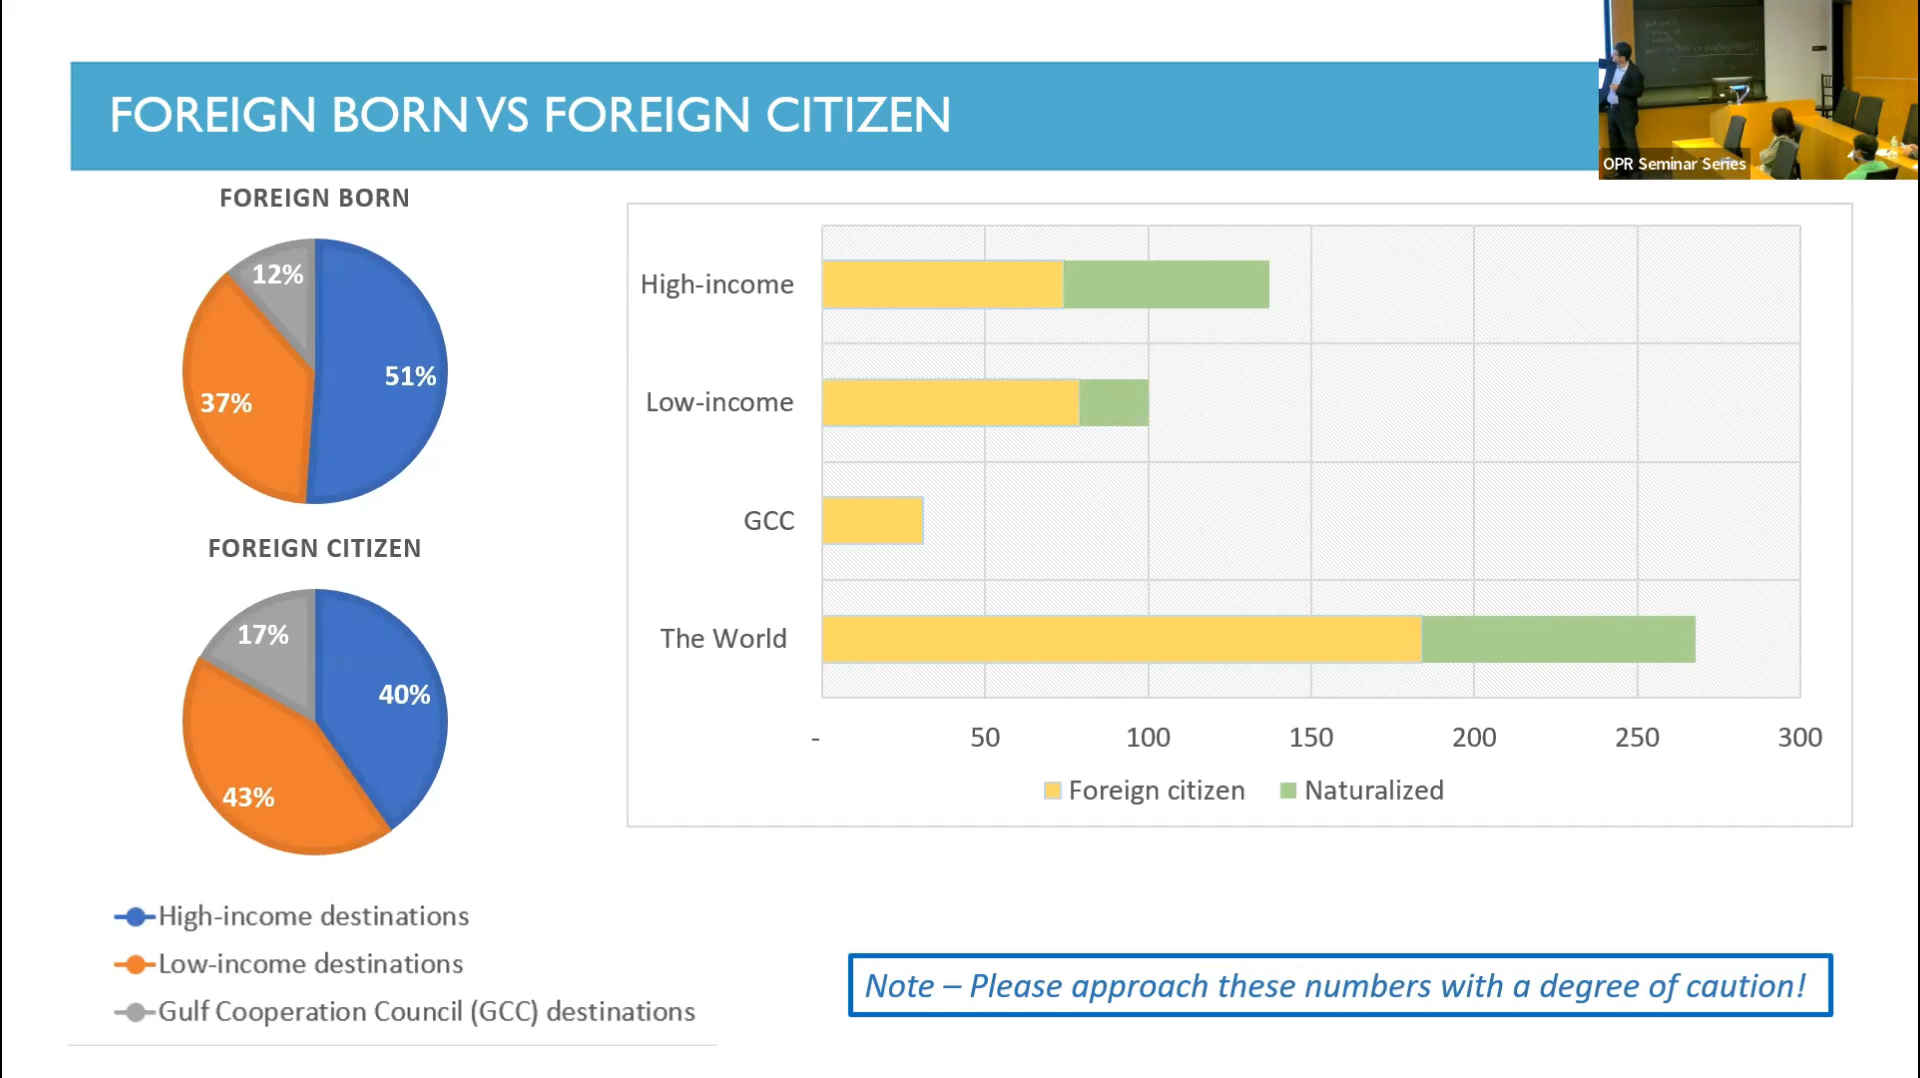 FOREIGN BORN VS FOREIGN CITIZEN
OPR Seminar Series
FOREIGN BORN
12%
51%
37%
FOREIGN CITIZEN
17%
40%
43%
High-income destinations
Low-income destinations
Gulf Cooperation Council (GCC) destinations
High-income
Low-income
GCC
The World
- 50 100 150 200 250 300
Foreign citizen Naturalized
Note – Please approach these numbers with a degree of caution!